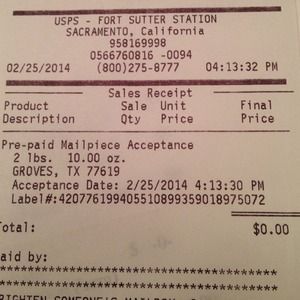 USPS - FORT SUTTER STATION
SACRAMENTO, California
958169998
0566760816 -0094
02/25/2014 (800)275-8777 04:13:32 PM
Sales Receipt
Product Sale Unit Final
Description Qty Price Price
Pre-paid Mailpiece Acceptance
2 lbs. 10.00 oz.
GROVES, TX 77619
Acceptance Date: 2/25/2014 4:13:30 PM
Label#:420776199405510899359018975072
Total: $0.00
aid by: